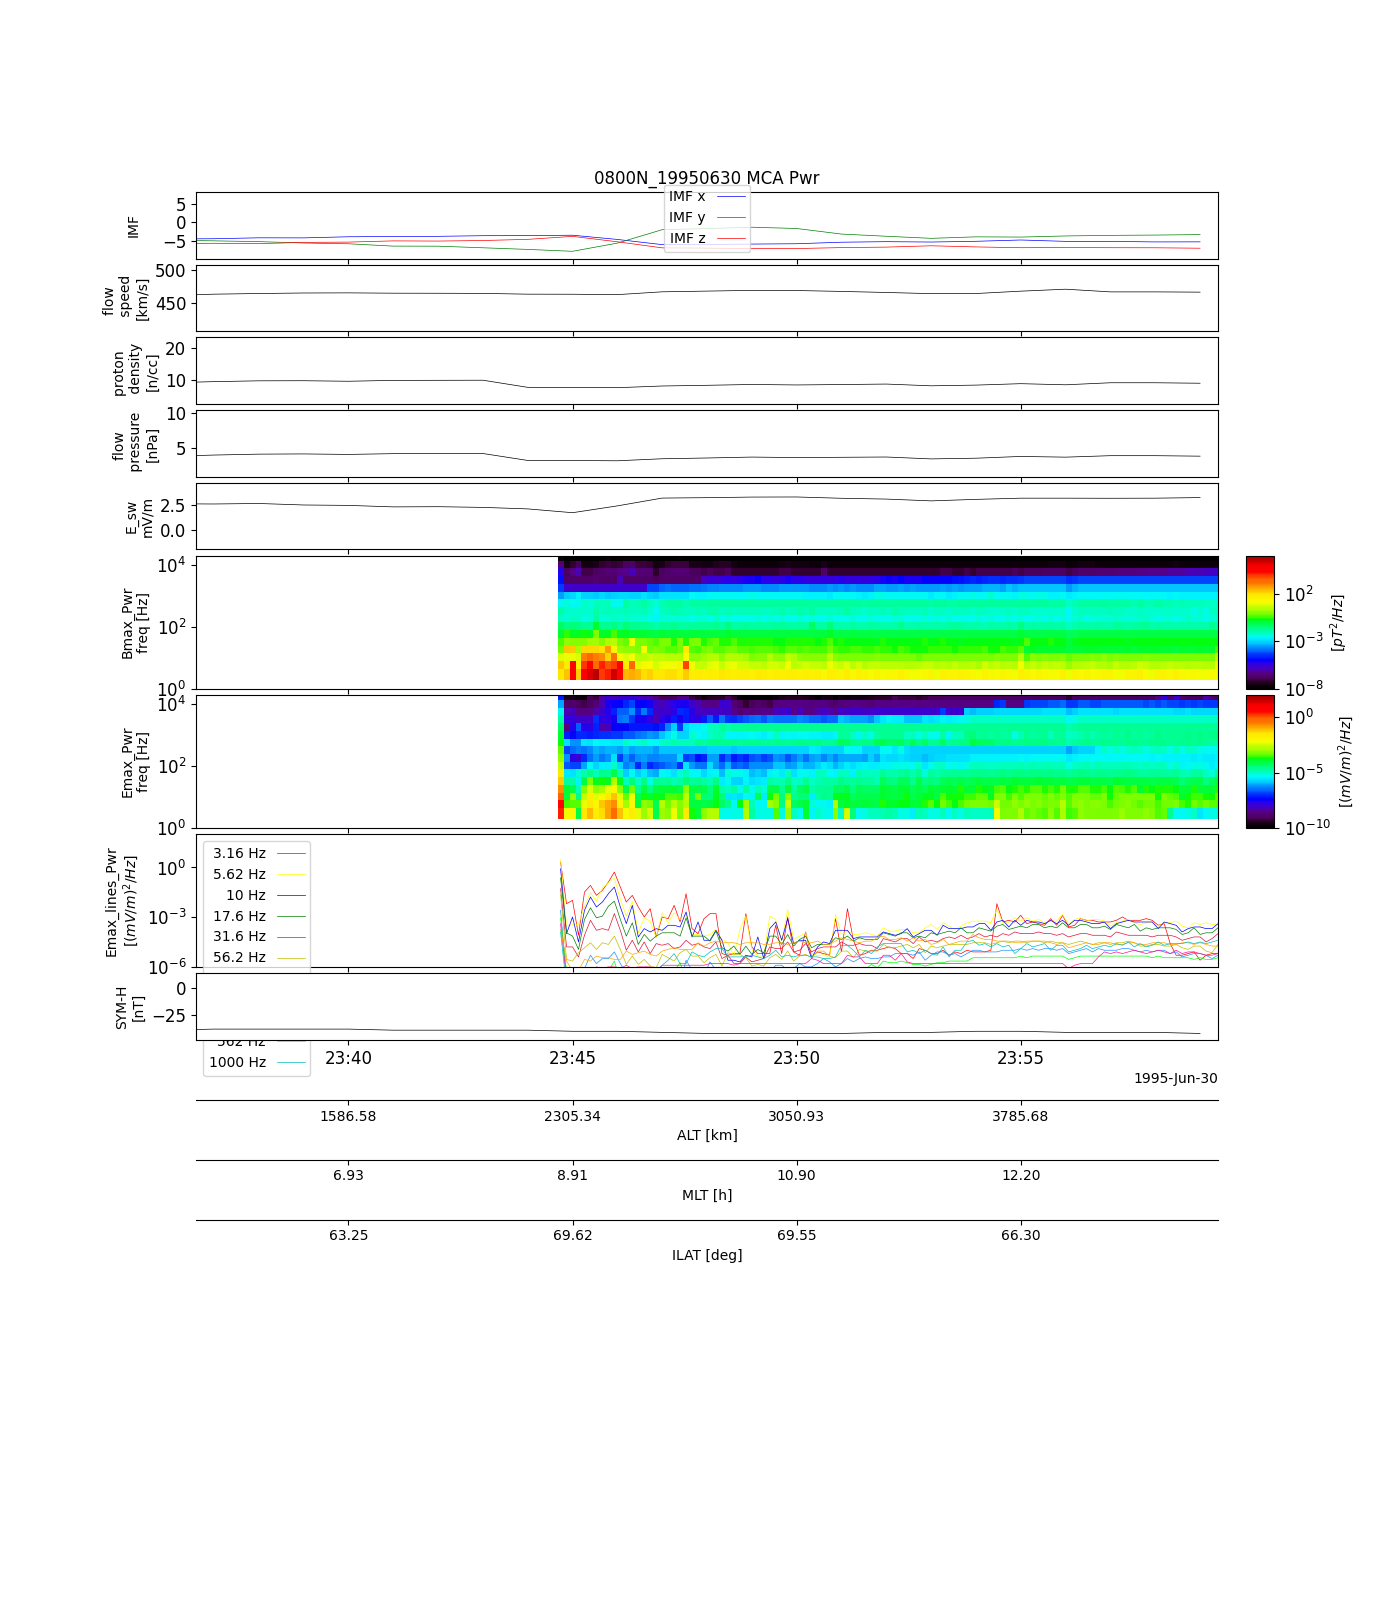 0800N_19950630 MCA Pwr
IMF
5
0
−5
IMF x
IMF y
IMF z
flow
speed
[km/s]
500
450
proton
density
[n/cc]
20
10
flow
pressure
[nPa]
10
5
E_sw
mV/m
2.5
0.0
Bmax_Pwr
freq [Hz]
10^4
10^2
10^0
10^2
10^−3
10^−8
[pT^2/Hz]
Emax_Pwr
freq [Hz]
10^4
10^2
10^0
10^0
10^−5
10^−10
[(mV/m)^2/Hz]
Emax_lines_Pwr
[(mV/m)^2/Hz]
10^0
10^−3
10^−6
3.16 Hz
5.62 Hz
10 Hz
17.6 Hz
31.6 Hz
56.2 Hz
SYM-H
[nT]
0
−25
562 Hz
1000 Hz
23:40
23:45
23:50
23:55
1995-Jun-30
1586.58
2305.34
3050.93
3785.68
ALT [km]
6.93
8.91
10.90
12.20
MLT [h]
63.25
69.62
69.55
66.30
ILAT [deg]